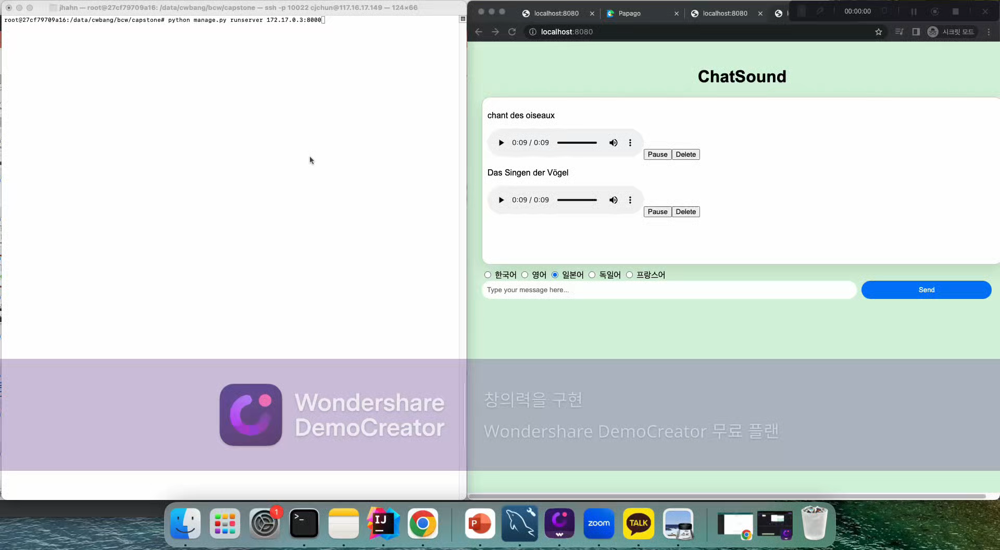 jhahn — root@27cf79709a16: /data/cwbang/bcw/capstone — ssh -p 10022 cjchun@117.16.17.149 — 124×66
root@27cf79709a16:/data/cwbang/bcw/capstone# python manage.py runserver 172.17.0.3:8000
localhost:8080
Papago
localhost:8080
00:00:00
localhost:8080
시크릿 모드
ChatSound
chant des oiseaux
0:09 / 0:09
Pause
Delete
Das Singen der Vögel
0:09 / 0:09
Pause
Delete
한국어 영어 일본어 독일어 프랑스어
Type your message here...
Send
Wondershare
DemoCreator
창의력을 구현
Wondershare DemoCreator 무료 플랜
1
>_
IJ
P
zoom
TALK